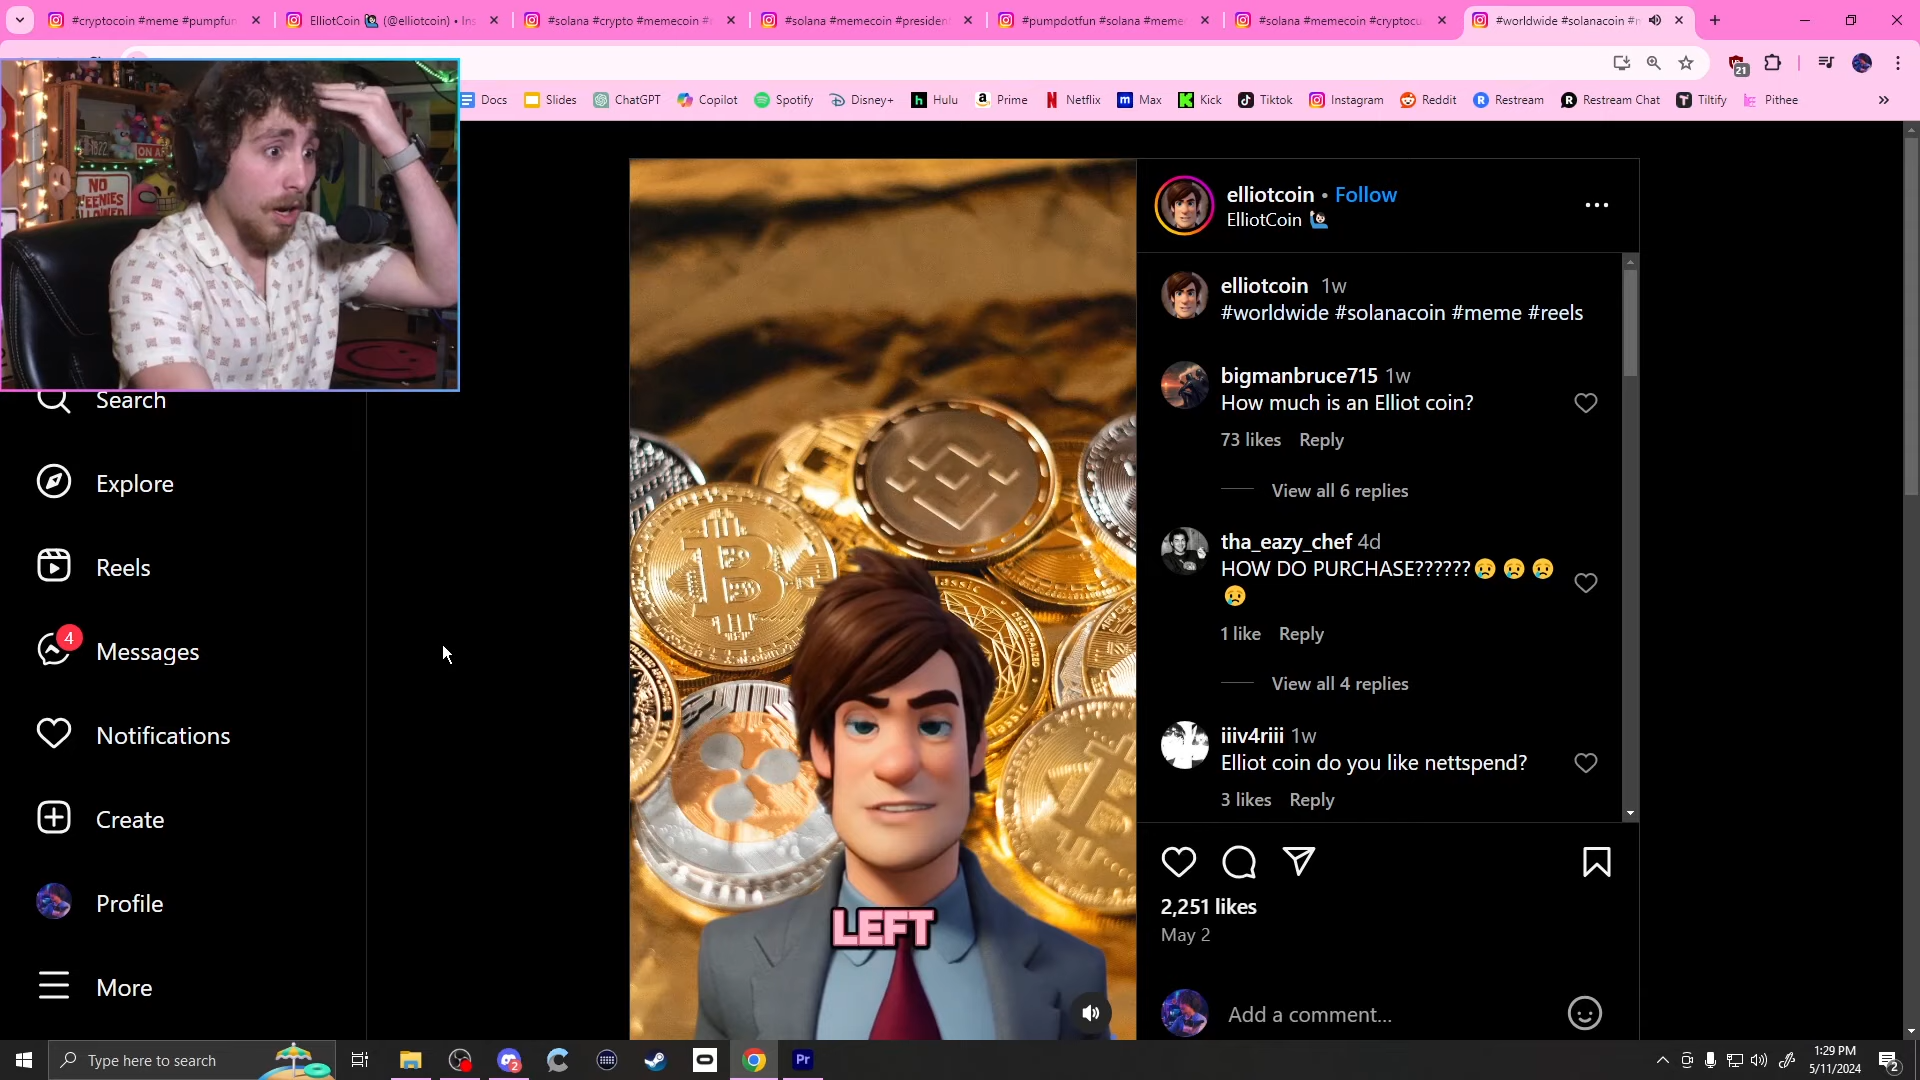 #cryptocoin #meme #pumpfun
ElliotCoin 🙋🏻 (@elliotcoin) • Ins
#solana #crypto #memecoin #
#solana #memecoin #presiden
#pumpdotfun #solana #meme
#solana #memecoin #cryptocu
#worldwide #solanacoin #
21
Docs
Slides
ChatGPT
Copilot
Spotify
Disney+
Hulu
Prime
Netflix
Max
Kick
Tiktok
Instagram
Reddit
Restream
Restream Chat
Tiltify
Pithee
ON A
NO
Search
Explore
Reels
4
Messages
Notifications
Create
Profile
More
LEFT
elliotcoin • Follow
ElliotCoin 🙋🏻
elliotcoin 1w
#worldwide #solanacoin #meme #reels
bigmanbruce715 1w
How much is an Elliot coin?
73 likes Reply
View all 6 replies
tha_eazy_chef 4d
HOW DO PURCHASE??????😢😢😢
😢
1 like Reply
View all 4 replies
iiiv4riii 1w
Elliot coin do you like nettspend?
3 likes Reply
2,251 likes
May 2
Add a comment...
Type here to search
2
Pr
1:29 PM
5/11/2024
2